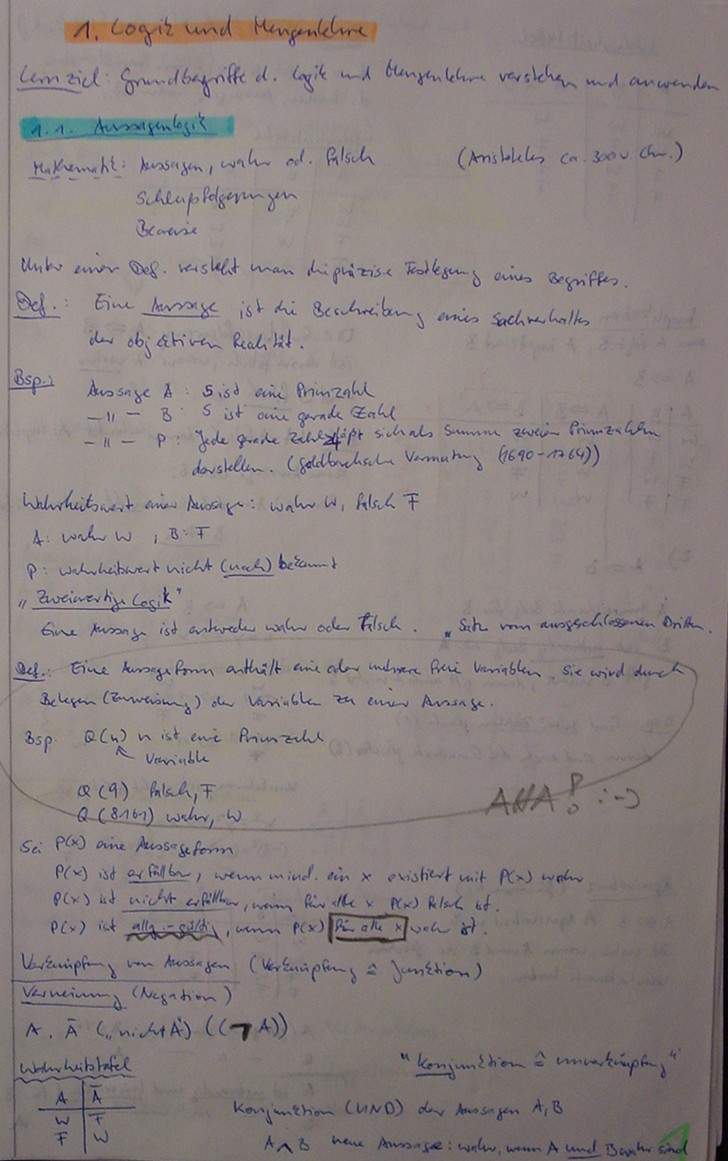 1. Logik und Mengenlehre
Lernziel: Grundbegriffe d. Logik und Mengenlehre verstehen und anwenden
1.1. Aussagenlogik
Mathematik: Aussagen, wahr od. falsch (Aristoteles ca. 300 v. Chr.)
Schlußfolgerungen
Beweise
Unter einer Def. versteht man die präzise Festlegung eines Begriffes.
Def.: Eine Aussage ist die Beschreibung eines Sachverhaltes
der objektiven Realität.
Bsp.: Aussage A: 5 ist eine Primzahl
—"— B: 5 ist eine gerade Zahl
—"— P: Jede gerade Zahl läßt sich als Summe zweier Primzahlen
darstellen. (Goldbachsche Vermutung (1690-1764))
Wahrheitswert einer Aussage: wahr W, falsch F
A: wahr W, B: F
P: Wahrheitswert nicht (noch) bekannt
"Zweiwertige Logik"
Eine Aussage ist entweder wahr oder falsch. "Satz vom ausgeschlossenen Dritten.
Def.: Eine Aussageform enthält eine oder mehrere freie Variablen. Sie wird durch
Belegen (Zuweisung) der Variablen zu einer Aussage.
Bsp. Q(n) n ist eine Primzahl
Variable
Q(9) falsch, F
Q(8161) wahr, W
ANA! :-)
Sei P(x) eine Aussageform
P(x) ist erfüllbar, wenn mind. ein x existiert mit P(x) wahr
P(x) ist nicht erfüllbar, wenn für alle x P(x) falsch ist.
P(x) ist allg.-gültig, wenn P(x) für alle x wahr ist.
Verknüpfung von Aussagen (Verknüpfung ≙ Junktion)
Verneinung (Negation)
A, Ā ("nicht A") ((¬A))
Wahrheitstafel
"Konjunktion ≙ umverknüpfung"
A | Ā
W | F
F | W
Konjunktion (UND) der Aussagen A, B
A ∧ B neue Aussage: wahr, wenn A und B wahr sind